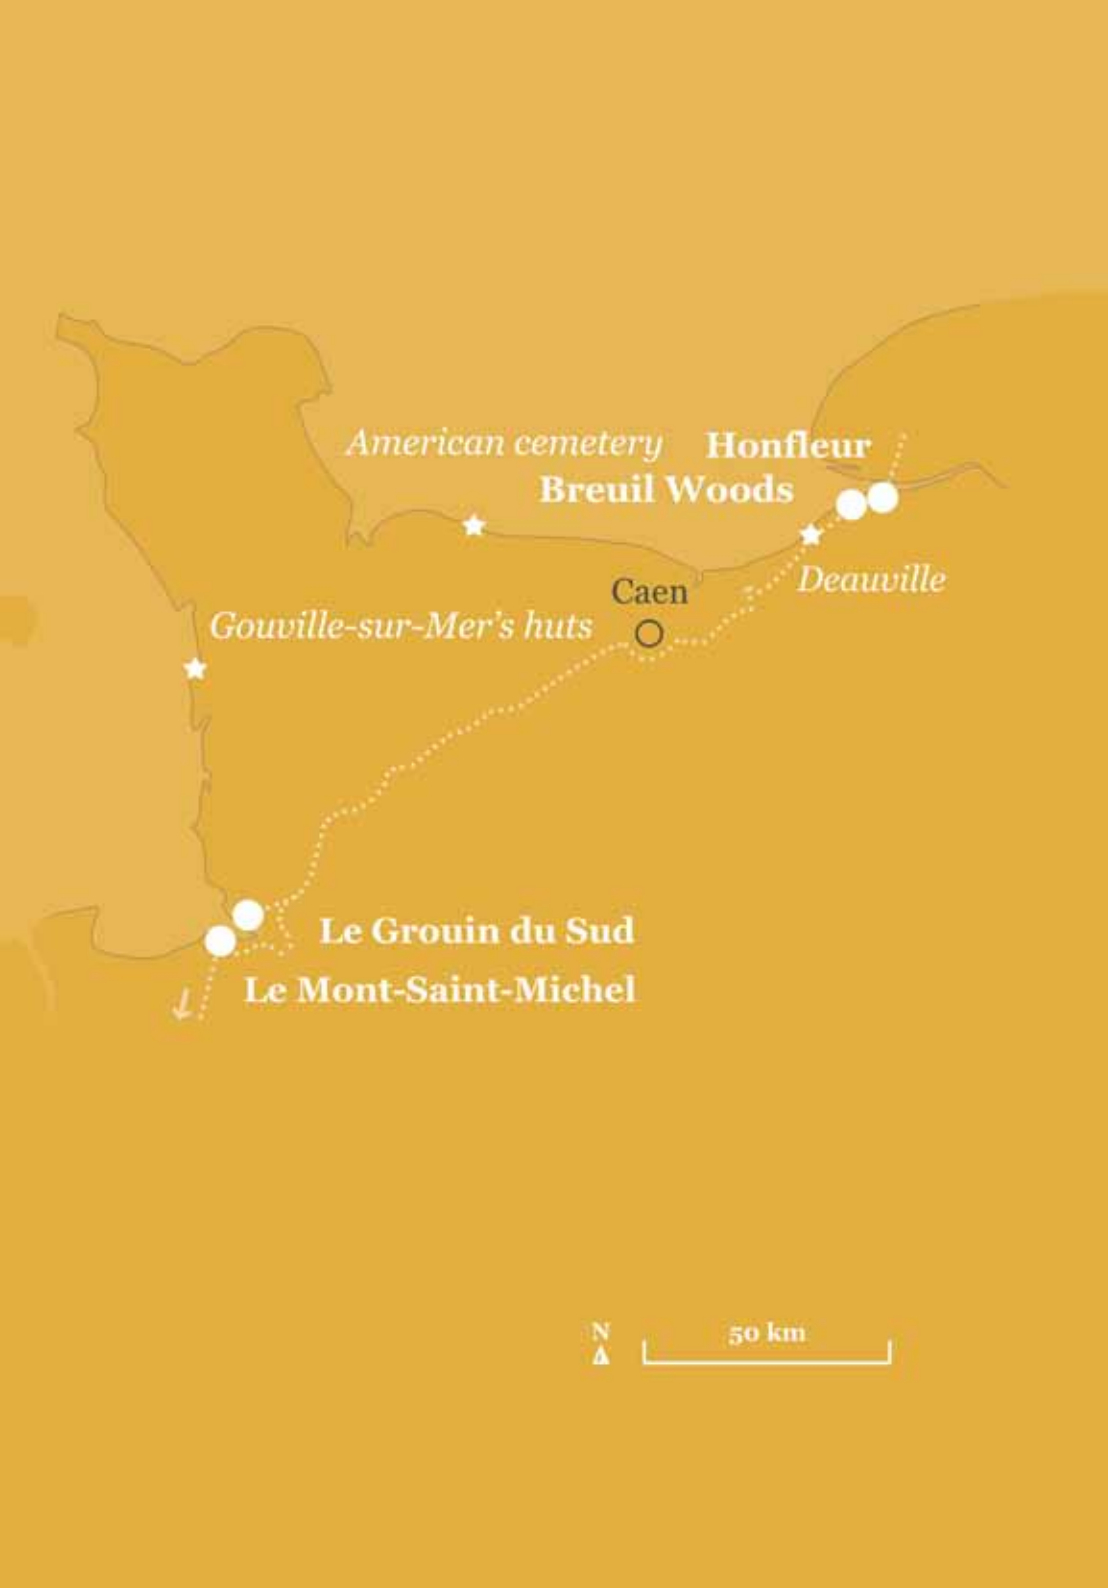 American cemetery
Honfleur
Breuil Woods
Deauville
Caen
Gouville-sur-Mer's huts
Le Grouin du Sud
Le Mont-Saint-Michel
N
50 km